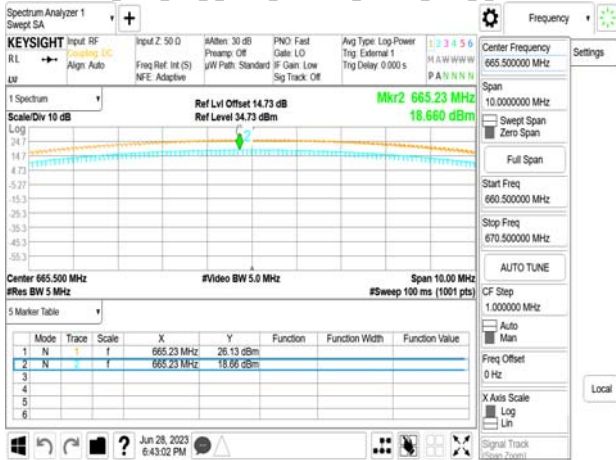 Spectrum Analyzer 1
Swept SA
+
Frequency
KEYSIGHT
Input: RF
Coupling: DC
Align: Auto
Input Z: 50 Ω
Freq Ref: Int (S)
NFE: Adaptive
#Atten: 30 dB
Preamp: Off
µW Path: Standard
PNO: Fast
Gate: LO
IF Gain: Low
Sig Track: Off
Avg Type: Log-Power
Trig: External 1
Trig Delay: 0.000 s
1 2 3 4 5 6
M A W W W W
P A N N N N
RL
LXI
1 Spectrum
Scale/Div 10 dB
Ref Lvl Offset 14.73 dB
Ref Level 34.73 dBm
Mkr2 665.23 MHz
18.660 dBm
Log
24.7
14.7
4.73
-5.27
-15.3
-25.3
-35.3
-45.3
-55.3
2
Center 665.500 MHz
#Res BW 5 MHz
#Video BW 5.0 MHz
Span 10.00 MHz
#Sweep 100 ms (1001 pts)
5 Marker Table
Mode Trace Scale X Y Function Function Width Function Value
1 N 1 f 665.23 MHz 26.13 dBm
2 N 2 f 665.23 MHz 18.66 dBm
3
4
5
6
Jun 28, 2023
6:43:02 PM
?
Center Frequency
665.500000 MHz
Settings
Span
10.0000000 MHz
Swept Span
Zero Span
Full Span
Start Freq
660.500000 MHz
Stop Freq
670.500000 MHz
AUTO TUNE
CF Step
1.000000 MHz
Auto
Man
Freq Offset
0 Hz
Local
X Axis Scale
Log
Lin
Signal Track
(Span Zoom)